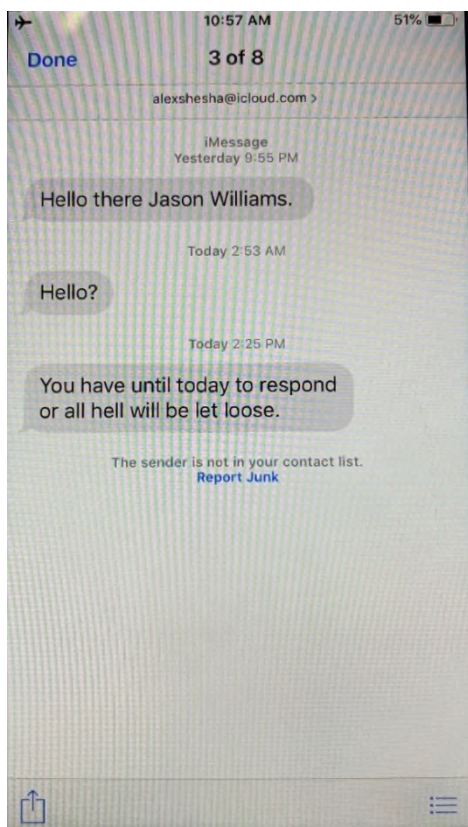 10:57 AM
51%
Done
3 of 8
alexshesha@icloud.com >
iMessage
Yesterday 9:55 PM
Hello there Jason Williams.
Today 2:53 AM
Hello?
Today 2:25 PM
You have until today to respond
or all hell will be let loose.
The sender is not in your contact list.
Report Junk